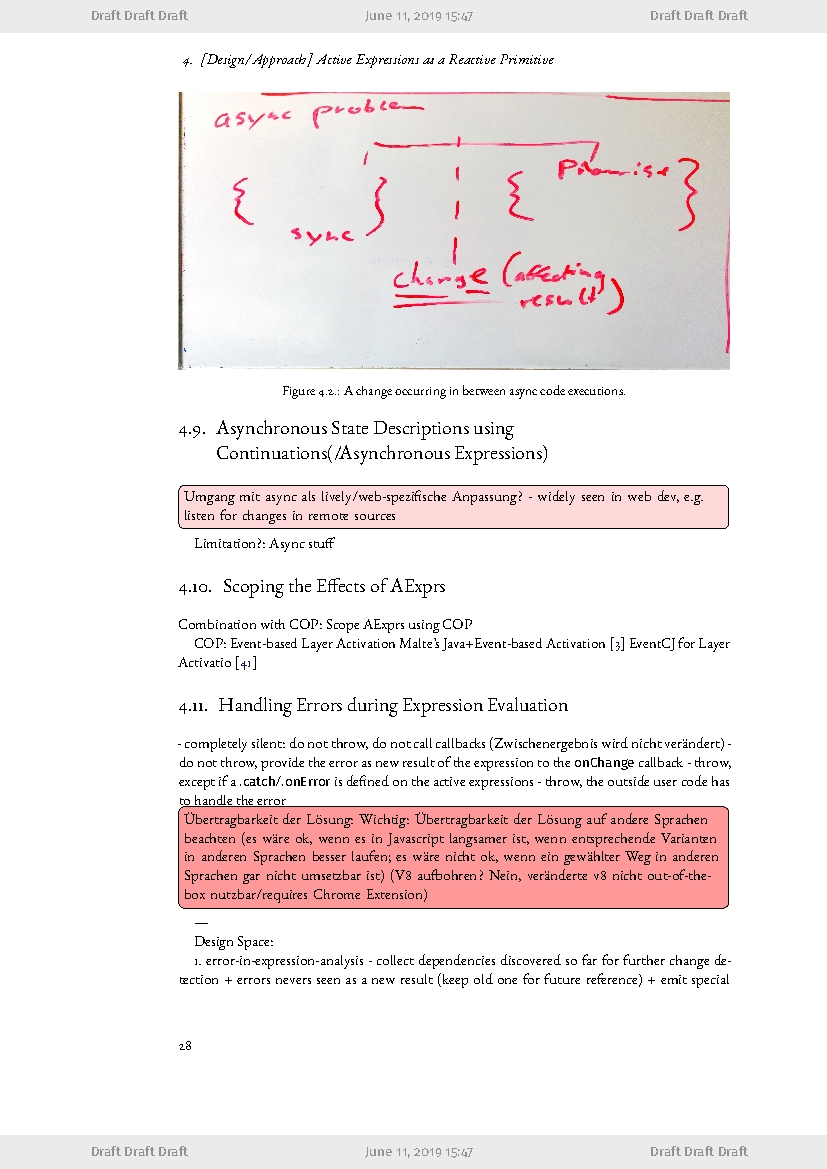 Draft Draft Draft June 11, 2019 15:47 Draft Draft Draft
4. [Design/Approach] Active Expressions as a Reactive Primitive
async problem
{ } { Promise }
sync
change (affecting
result)
Figure 4.2.: A change occurring in between async code executions.
4.9. Asynchronous State Descriptions using
Continuations(/Asynchronous Expressions)
Umgang mit async als lively/web-spezifische Anpassung? - widely seen in web dev, e.g.
listen for changes in remote sources
Limitation?: Async stuff
4.10. Scoping the Effects of AExprs
Combination with COP: Scope AExprs using COP
COP: Event-based Layer Activation Malte's Java+Event-based Activation [3] EventCJ for Layer
Activatio [41]
4.11. Handling Errors during Expression Evaluation
- completely silent: do not throw, do not call callbacks (Zwischenergebnis wird nicht verändert) -
do not throw, provide the error as new result of the expression to the onChange callback - throw,
except if a .catch/.onError is defined on the active expressions - throw, the outside user code has
to handle the error
Übertragbarkeit der Lösung: Wichtig: Übertragbarkeit der Lösung auf andere Sprachen
beachten (es wäre ok, wenn es in Javascript langsamer ist, wenn entsprechende Varianten
in anderen Sprachen besser laufen; es wäre nicht ok, wenn ein gewählter Weg in anderen
Sprachen gar nicht umsetzbar ist) (V8 aufbohren? Nein, veränderte v8 nicht out-of-the-
box nutzbar/requires Chrome Extension)
—
Design Space:
1. error-in-expression-analysis - collect dependencies discovered so far for further change de-
tection + errors nevers seen as a new result (keep old one for future reference) + emit special
28
Draft Draft Draft June 11, 2019 15:47 Draft Draft Draft